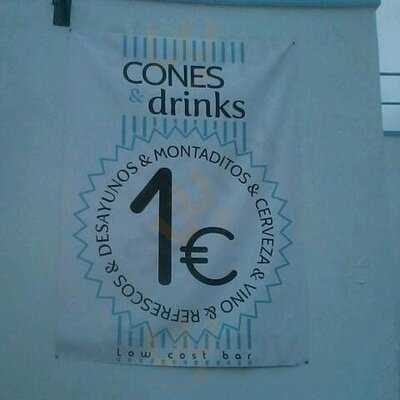 CONES
& drinks
DESAYUNOS & MONTADITOS & CERVEZA & VINO & REFRESCOS &
1€
Low cost bar